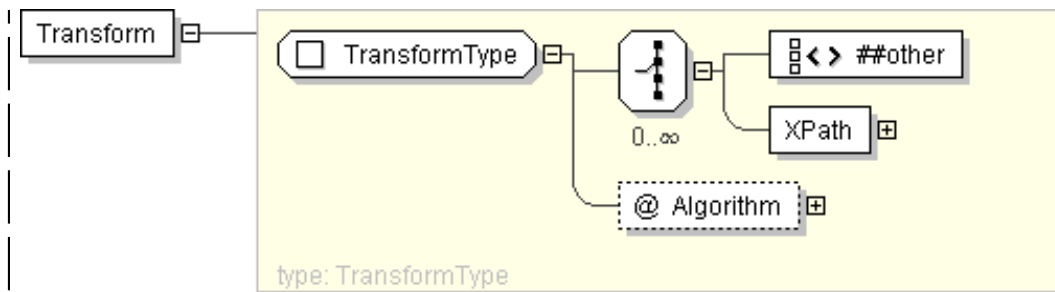 Transform
TransformType
##other
0..∞
XPath
@ Algorithm
type: TransformType